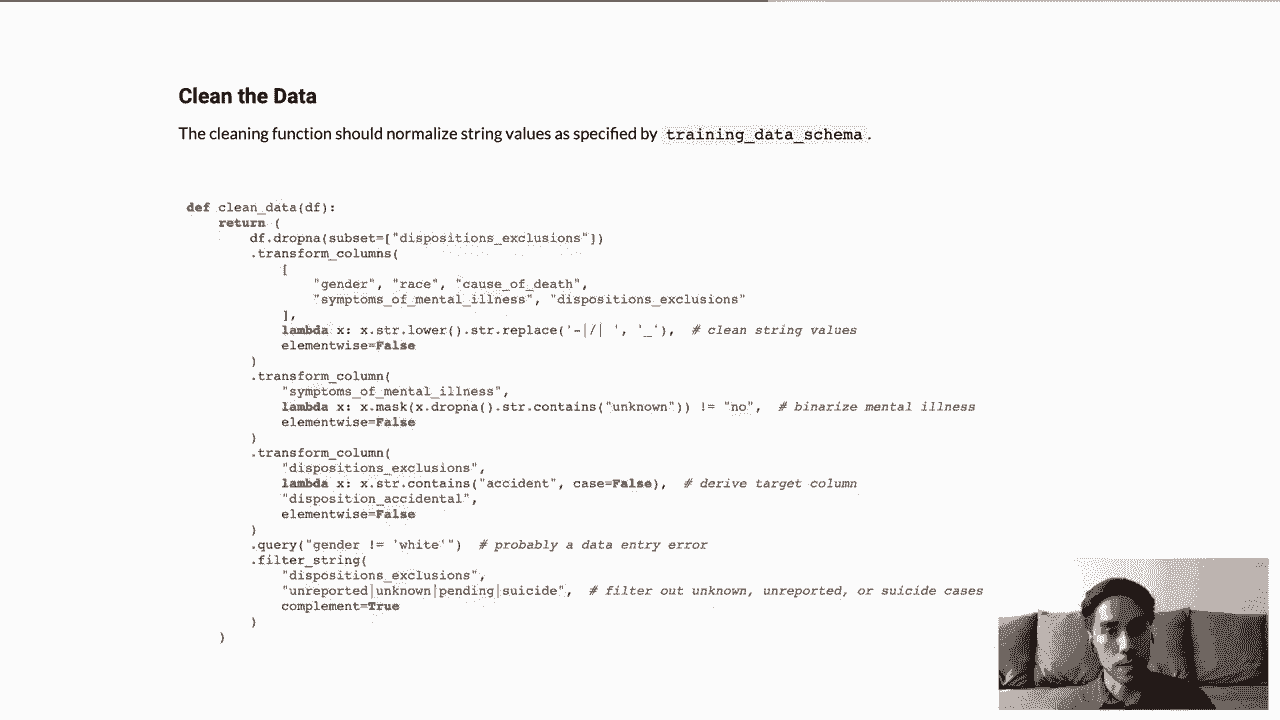 Clean the Data
The cleaning function should normalize string values as specified by training_data_schema.
def clean_data(df):
    return (
        df.dropna(subset=["dispositions_exclusions"])
        .transform_columns(
            [
                "gender", "race", "cause_of_death",
                "symptoms_of_mental_illness", "dispositions_exclusions"
            ],
            lambda x: x.str.lower().str.replace('-|/| ', '_'),  # clean string values
            elementwise=False
        )
        .transform_column(
            "symptoms_of_mental_illness",
            lambda x: x.mask(x.dropna().str.contains("unknown")) != "no",  # binarize mental illness
            elementwise=False
        )
        .transform_column(
            "dispositions_exclusions",
            lambda x: x.str.contains("accident", case=False),  # derive target column
            "disposition_accidental",
            elementwise=False
        )
        .query("gender != 'white'")  # probably a data entry error
        .filter_string(
            "dispositions_exclusions",
            "unreported|unknown|pending|suicide",  # filter out unknown, unreported, or suicide cases
            complement=True
        )
    )